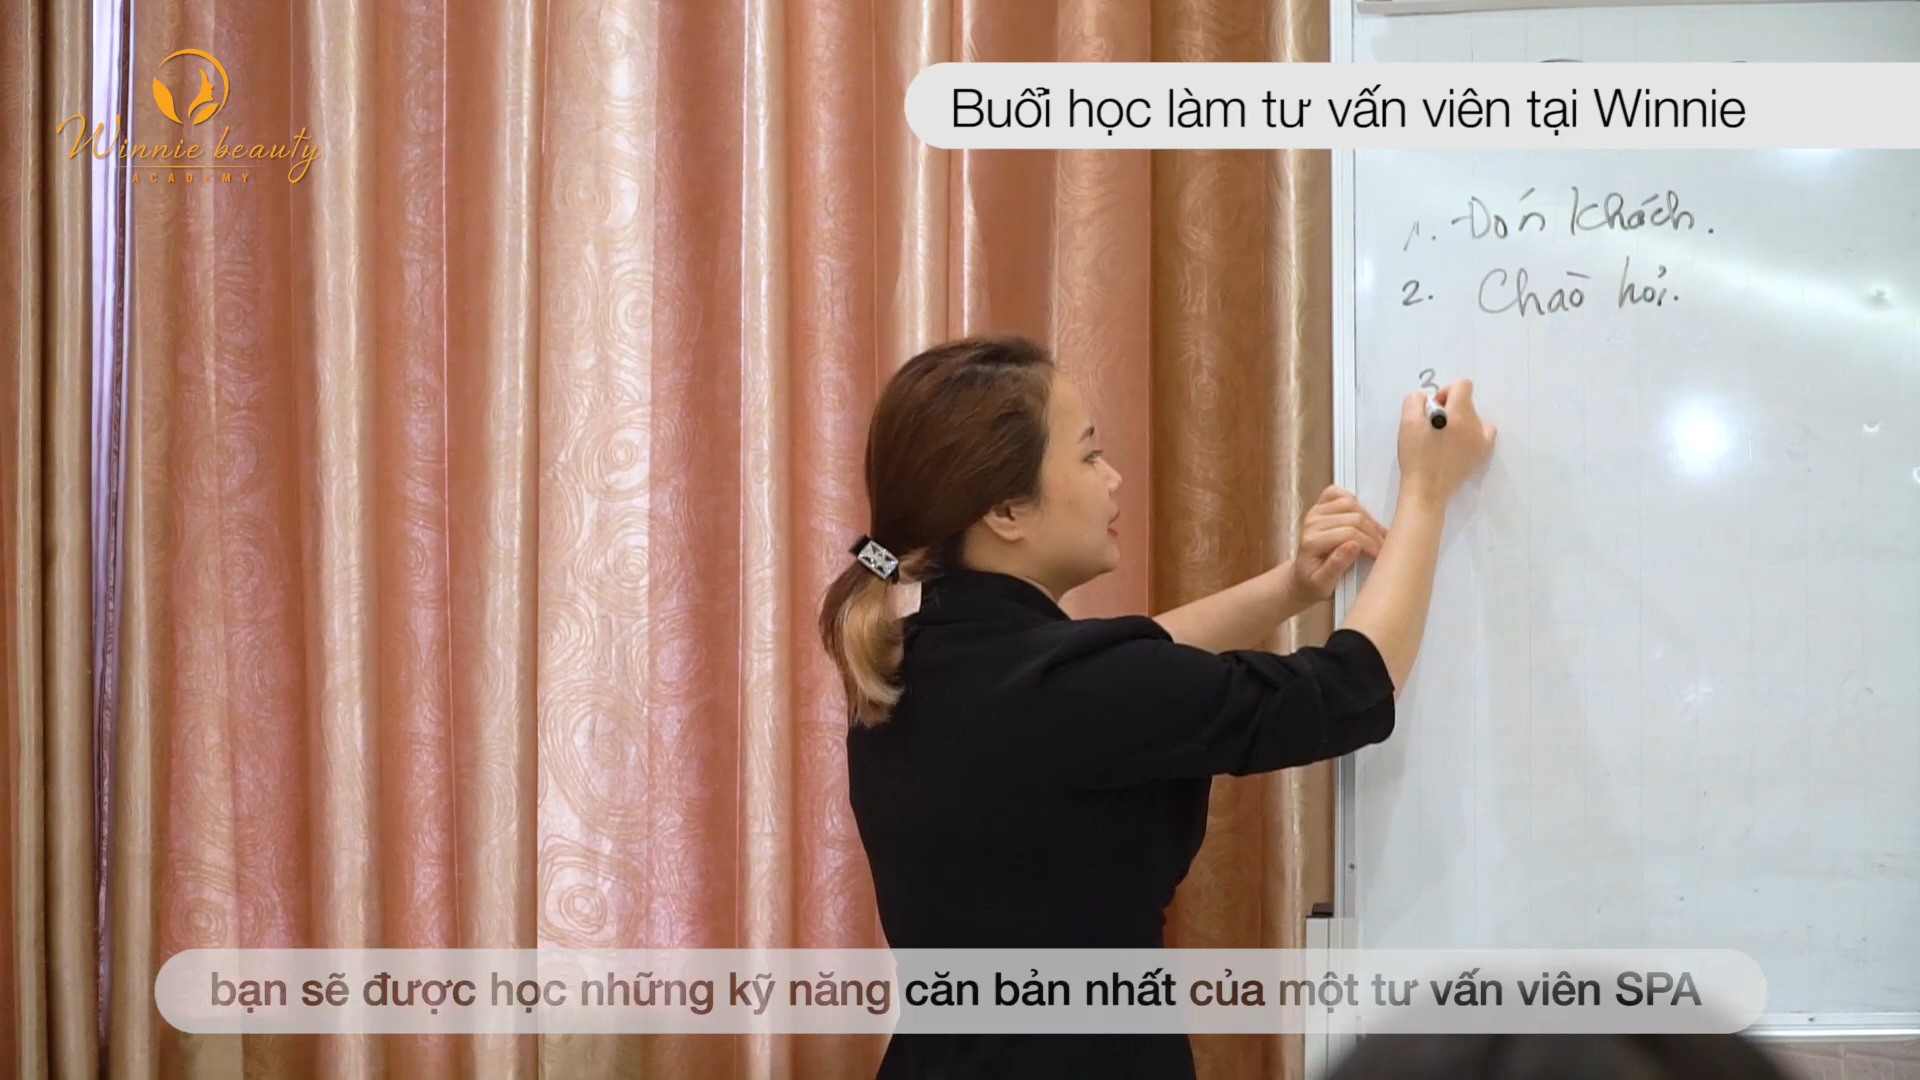 Winnie beauty
ACADEMY
Buổi học làm tư vấn viên tại Winnie
1. Đón khách.
2. Chào hỏi.
3
bạn sẽ được học những kỹ năng căn bản nhất của một tư vấn viên SPA